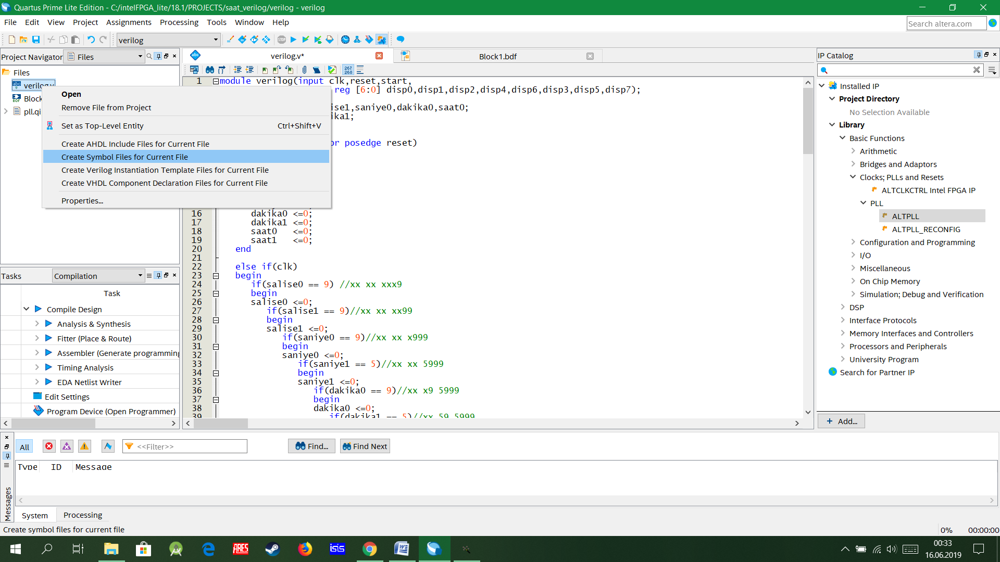 Quartus Prime Lite Edition - C:/intelFPGA_lite/18.1/PROJECTS/saat_verilog/verilog - verilog
File Edit View Project Assignments Processing Tools Window Help
Search altera.com
verilog
STOP
Project Navigator Files
verilog.v*
Block1.bdf
IP Catalog
Files
verilog.v
Block
pll.qi
Open
Remove File from Project
Set as Top-Level Entity Ctrl+Shift+V
Create AHDL Include Files for Current File
Create Symbol Files for Current File
Create Verilog Instantiation Template Files for Current File
Create VHDL Component Declaration Files for Current File
Properties...
267
268
1 module verilog(input clk,reset,start,
reg [6:0] disp0,disp1,disp2,disp4,disp6,disp3,disp5,disp7);
ise1,saniye0,dakika0,saat0;
ika1;
or posedge reset)
16 dakika0 <=0;
17 dakika1 <=0;
18 saat0 <=0;
19 saat1 <=0;
20 end
21
22 else if(clk)
23 begin
24 if(salise0 == 9) //xx xx xxx9
25 begin
26 salise0 <=0;
27 if(salise1 == 9)//xx xx xx99
28 begin
29 salise1 <=0;
30 if(saniye0 == 9)//xx xx x999
31 begin
32 saniye0 <=0;
33 if(saniye1 == 5)//xx xx 5999
34 begin
35 saniye1 <=0;
36 if(dakika0 == 9)//xx x9 5999
37 begin
38 dakika0 <=0;
39 if(dakika1 == 5)//xx 59 5999
Installed IP
Project Directory
No Selection Available
Library
Basic Functions
Arithmetic
Bridges and Adaptors
Clocks; PLLs and Resets
ALTCLKCTRL Intel FPGA IP
PLL
ALTPLL
ALTPLL_RECONFIG
Configuration and Programming
I/O
Miscellaneous
On Chip Memory
Simulation; Debug and Verification
DSP
Interface Protocols
Memory Interfaces and Controllers
Processors and Peripherals
University Program
Search for Partner IP
+ Add...
Tasks Compilation
Task
Compile Design
Analysis & Synthesis
Fitter (Place & Route)
Assembler (Generate programming
Timing Analysis
EDA Netlist Writer
Edit Settings
Program Device (Open Programmer)
All <<Filter>> Find... Find Next
Type ID Message
Messages
System Processing
Create symbol files for current file
0% 00:00:00
ARES
isis
00:33
16.06.2019